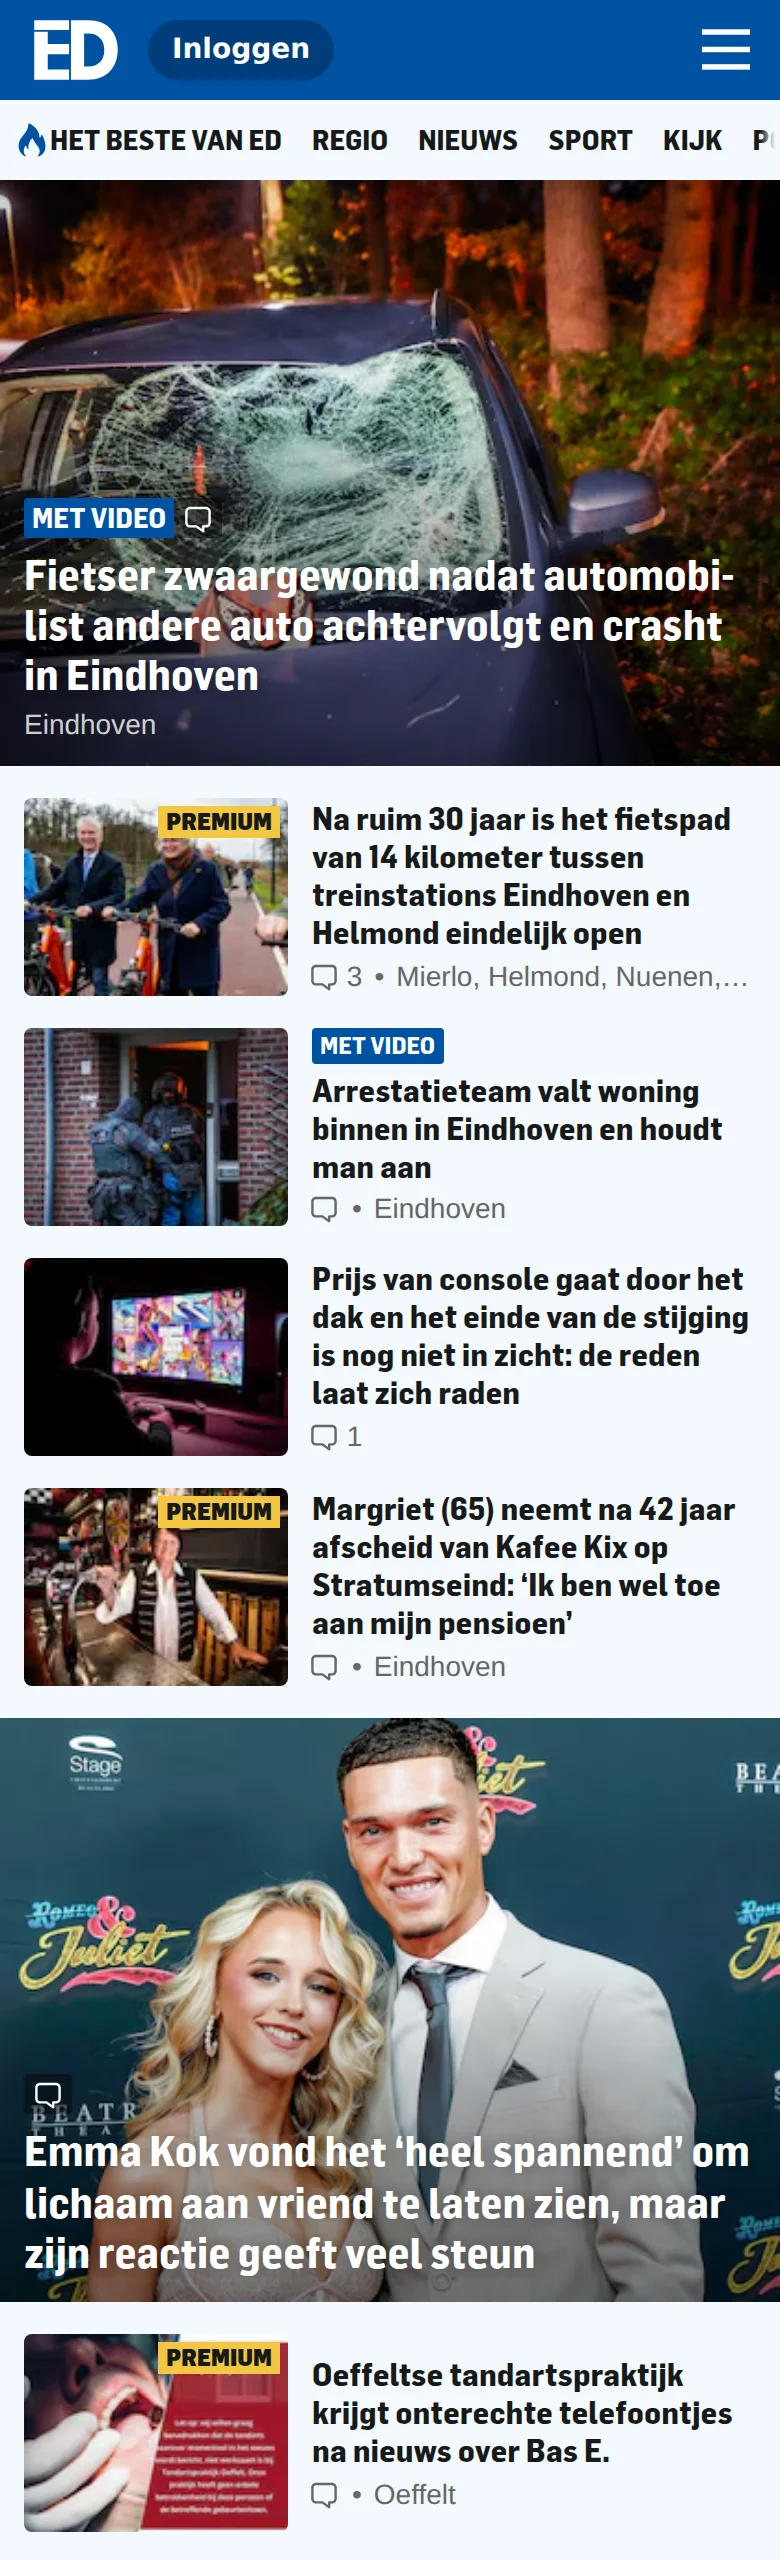 ED Inloggen
HET BESTE VAN ED REGIO NIEUWS SPORT KIJK
MET VIDEO
Fietser zwaargewond nadat automobi-
list andere auto achtervolgt en crasht
in Eindhoven
Eindhoven
PREMIUM
Na ruim 30 jaar is het fietspad
van 14 kilometer tussen
treinstations Eindhoven en
Helmond eindelijk open
3 • Mierlo, Helmond, Nuenen,...
MET VIDEO
Arrestatieteam valt woning
binnen in Eindhoven en houdt
man aan
• Eindhoven
Prijs van console gaat door het
dak en het einde van de stijging
is nog niet in zicht: de reden
laat zich raden
1
PREMIUM
Margriet (65) neemt na 42 jaar
afscheid van Kafee Kix op
Stratumseind: ‘Ik ben wel toe
aan mijn pensioen’
• Eindhoven
Stage
Romeo &
Juliet
Emma Kok vond het ‘heel spannend’ om
lichaam aan vriend te laten zien, maar
zijn reactie geeft veel steun
PREMIUM
Oeffeltse tandartspraktijk
krijgt onterechte telefoontjes
na nieuws over Bas E.
• Oeffelt